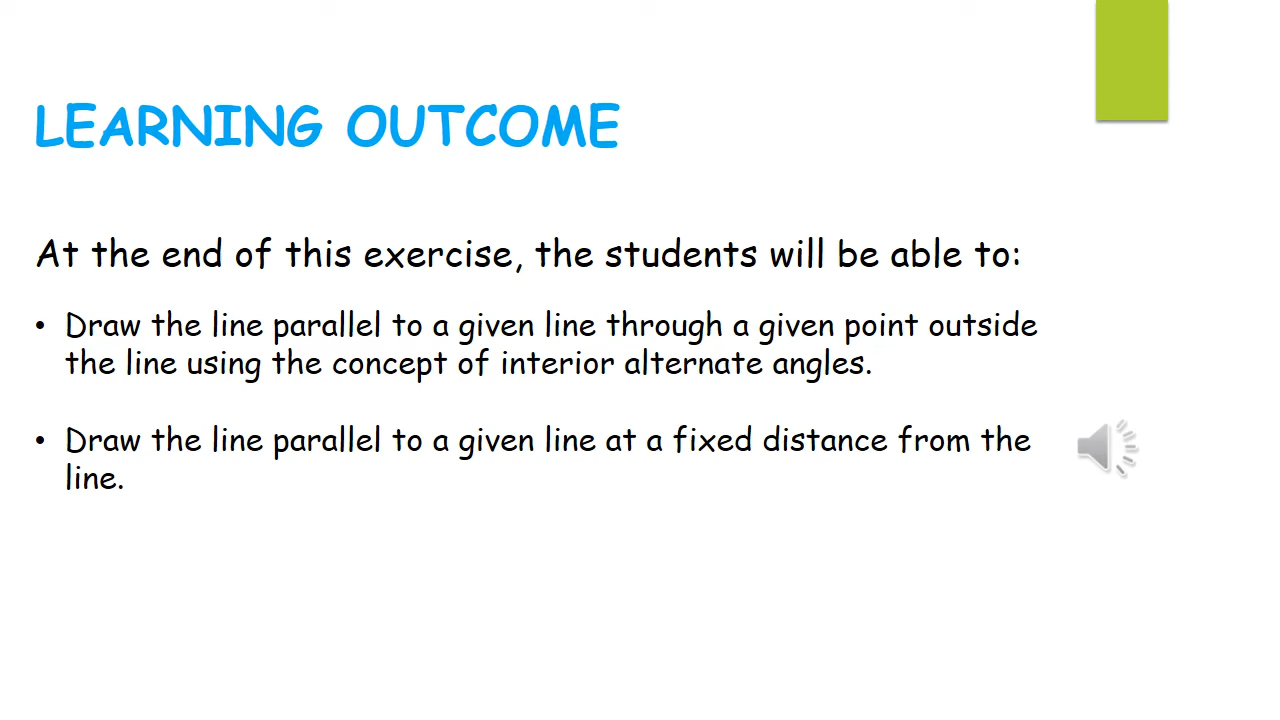 LEARNING OUTCOME
At the end of this exercise, the students will be able to:
• Draw the line parallel to a given line through a given point outside
the line using the concept of interior alternate angles.
• Draw the line parallel to a given line at a fixed distance from the
line.